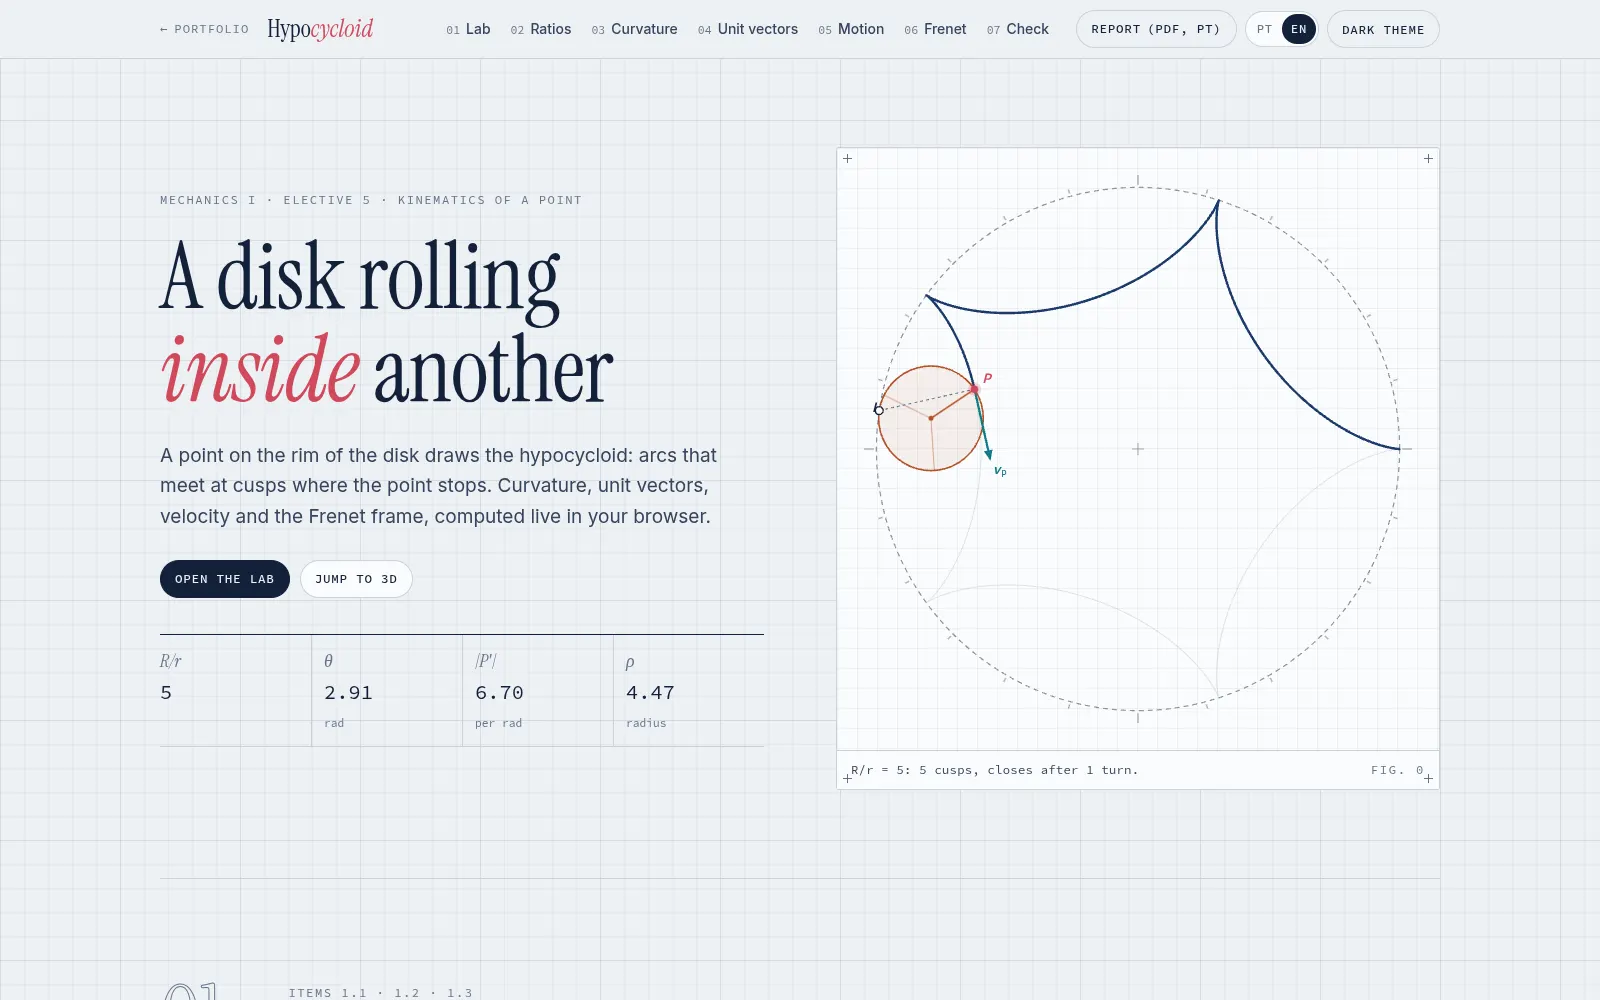 ← PORTFOLIO Hypocycloid 01 Lab 02 Ratios 03 Curvature 04 Unit vectors 05 Motion 06 Frenet 07 Check REPORT (PDF, PT) PT EN DARK THEME
MECHANICS I · ELECTIVE 5 · KINEMATICS OF A POINT
A disk rolling
inside another
A point on the rim of the disk draws the hypocycloid: arcs that
meet at cusps where the point stops. Curvature, unit vectors,
velocity and the Frenet frame, computed live in your browser.
OPEN THE LAB JUMP TO 3D
R/r θ |P′| ρ
5 2.91 6.70 4.47
rad per rad radius
P
vP
R/r = 5: 5 cusps, closes after 1 turn. FIG. 0
01 ITEMS 1.1 · 1.2 · 1.3